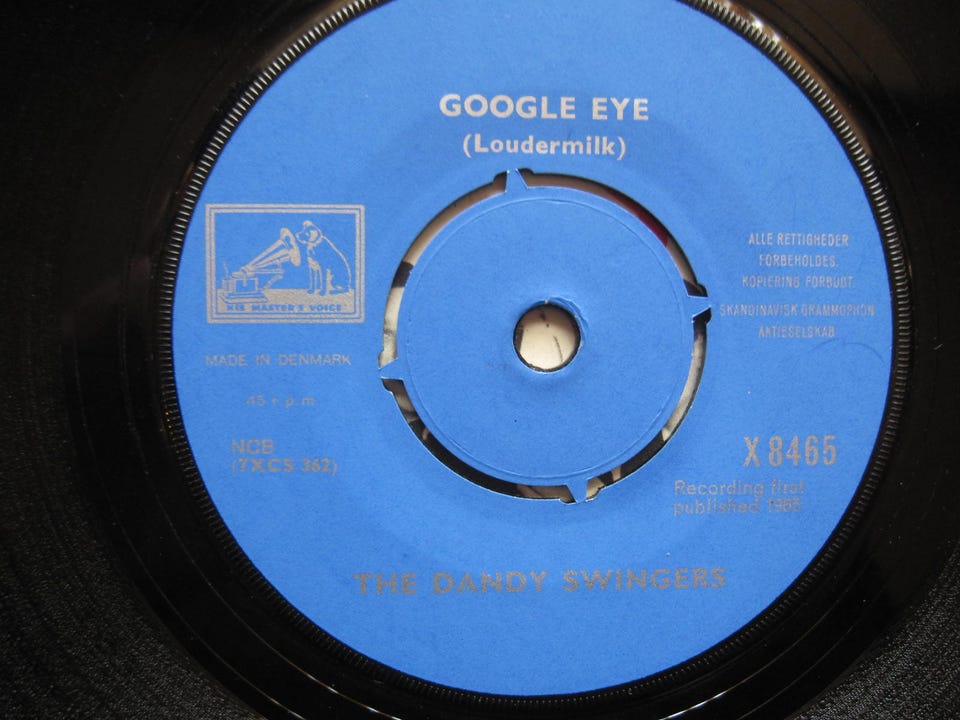 GOOGLE EYE
(Loudermilk)
HIS MASTER'S VOICE
MADE IN DENMARK
45 r.p.m
NCB
(7XCS 362)
ALLE RETTIGHEDER
FORBEHOLDES.
KOPIERING FORBUDT
SKANDINAVISK GRAMMOPHON
AKTIESELSKAB
X 8465
Recording first
published
THE DANDY SWINGERS